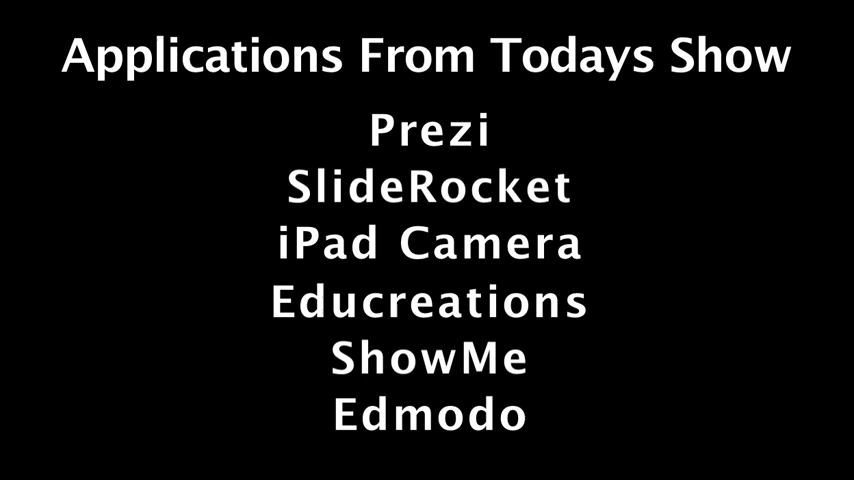 Applications From Todays Show
Prezi
SlideRocket
iPad Camera
Educreations
ShowMe
Edmodo